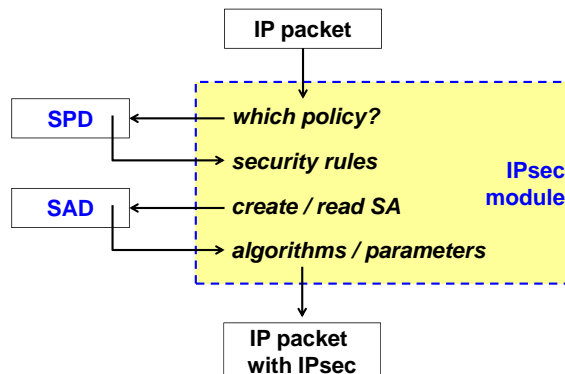 IP packet
SPD
which policy?
security rules
IPsec
module
SAD
create / read SA
algorithms / parameters
IP packet
with IPsec